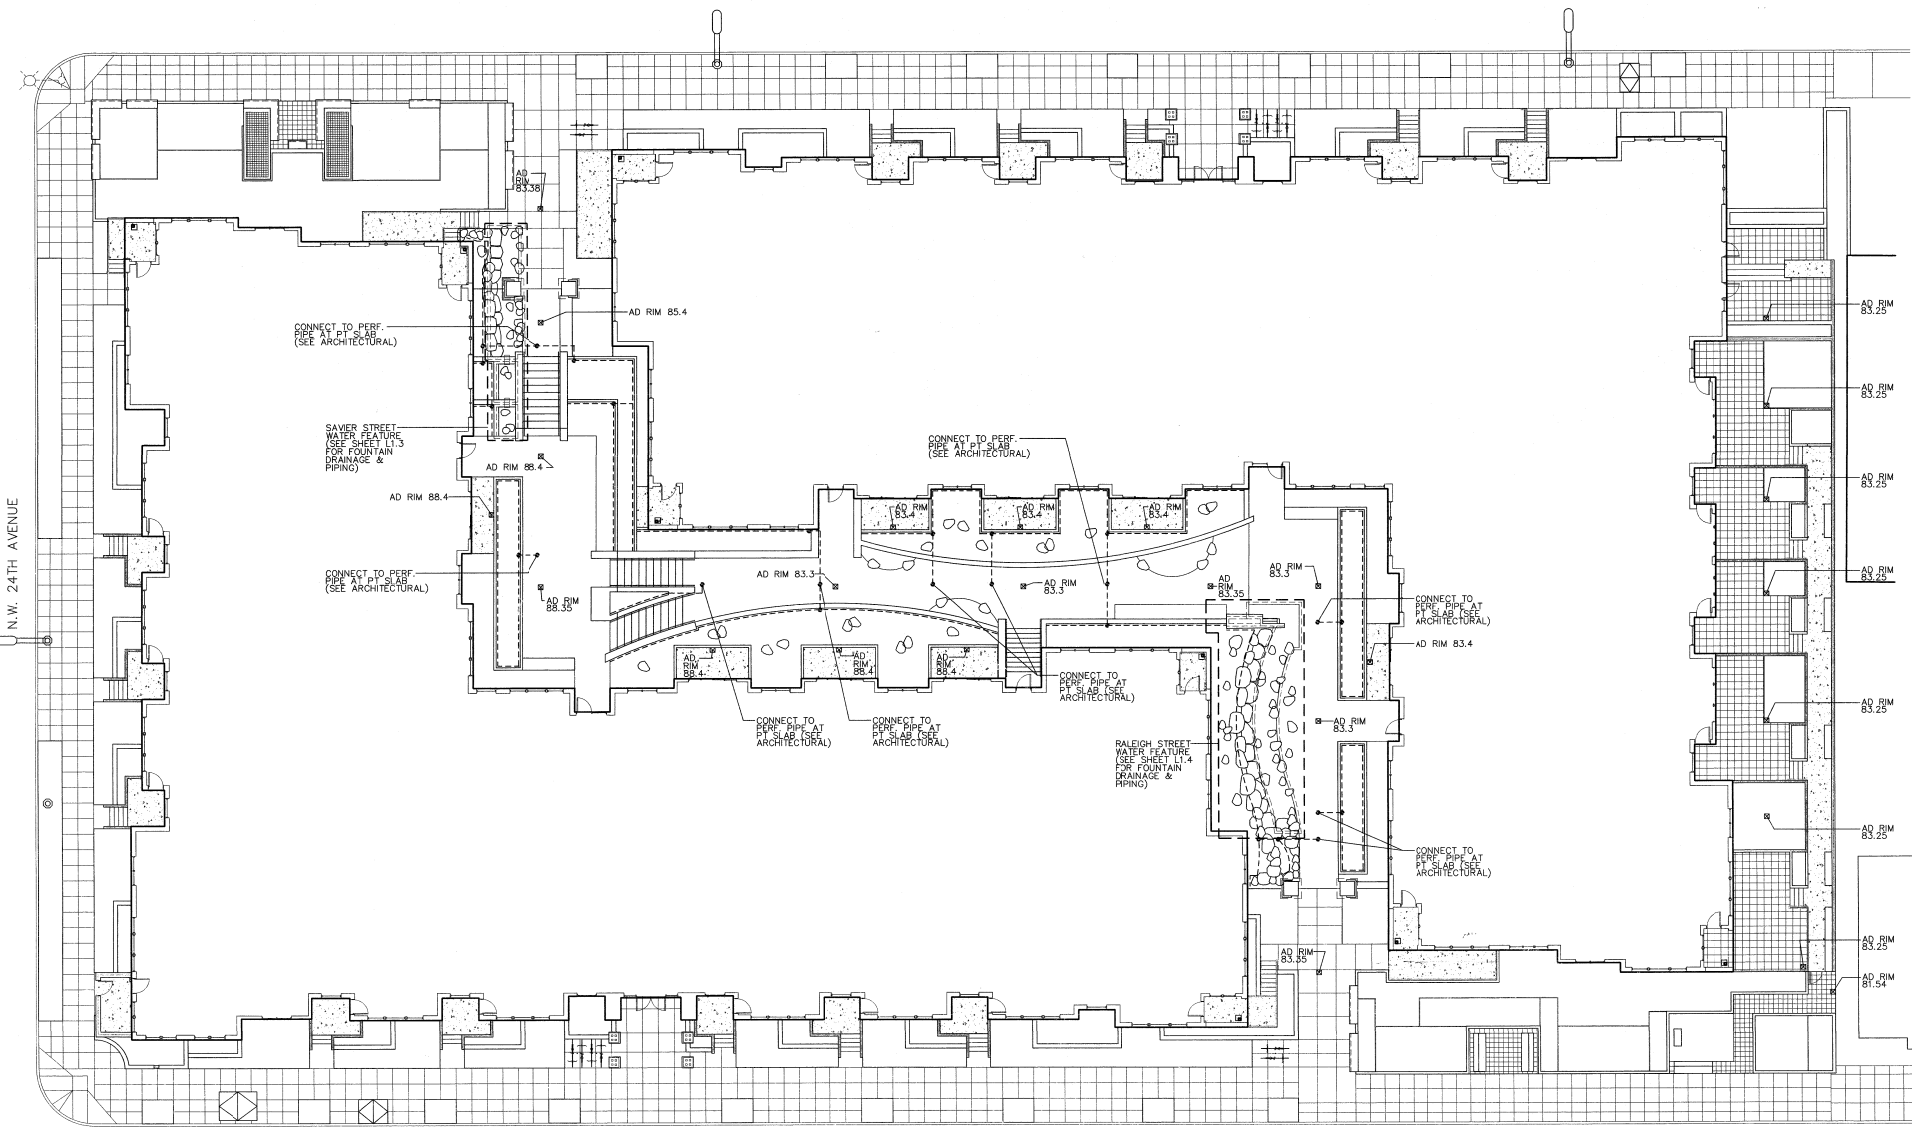 AD
RIM
83.38
AD RIM 85.4
CONNECT TO PERF.
PIPE AT PT SLAB
(SEE ARCHITECTURAL)
SAVIER STREET
WATER FEATURE
(SEE SHEET L1.3
FOR FOUNTAIN
DRAINAGE &
PIPING)
AD RIM 88.4
AD RIM 88.4
CONNECT TO PERF.
PIPE AT PT SLAB
(SEE ARCHITECTURAL)
AD RIM
88.35
N.W. 24TH AVENUE
CONNECT TO PERF.
PIPE AT PT SLAB
(SEE ARCHITECTURAL)
AD RIM
83.4
AD RIM
83.4
AD RIM
83.4
AD RIM 83.3
AD RIM
83.3
AD
RIM
83.35
AD RIM
83.3
AD
RIM
88.4
AD
RIM
88.4
AD
RIM
88.4
CONNECT TO
PERF. PIPE AT
PT SLAB (SEE
ARCHITECTURAL)
CONNECT TO
PERF. PIPE AT
PT SLAB (SEE
ARCHITECTURAL)
CONNECT TO
PERF. PIPE AT
PT SLAB (SEE
ARCHITECTURAL)
CONNECT TO
PERF. PIPE AT
PT SLAB (SEE
ARCHITECTURAL)
AD RIM 83.4
AD RIM
83.3
RALEIGH STREET
WATER FEATURE
(SEE SHEET L1.4
FOR FOUNTAIN
DRAINAGE &
PIPING)
CONNECT TO
PERF. PIPE AT
PT SLAB (SEE
ARCHITECTURAL)
AD RIM
83.35
AD RIM
83.25
AD RIM
83.25
AD RIM
83.25
AD RIM
83.25
AD RIM
83.25
AD RIM
83.25
AD RIM
83.25
AD RIM
81.54